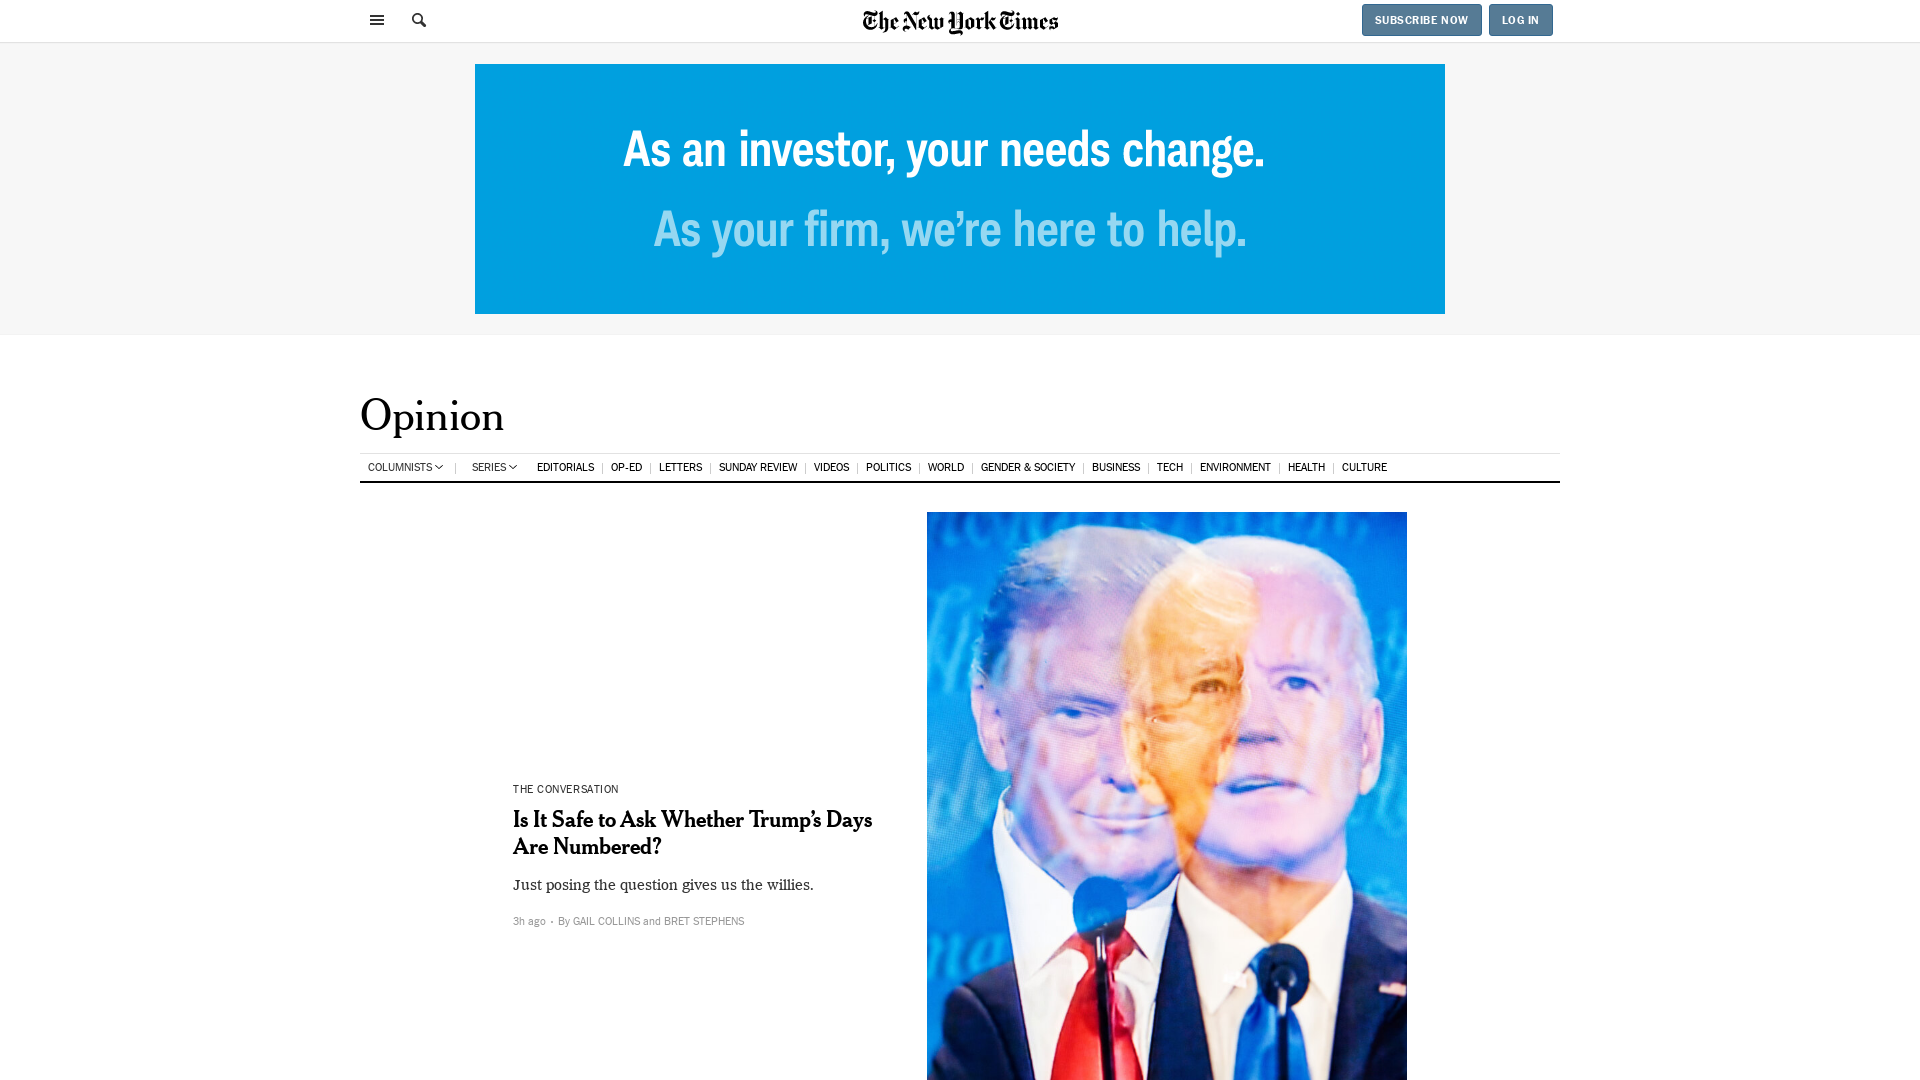 The New York Times
SUBSCRIBE NOW
LOG IN
As an investor, your needs change.
As your firm, we're here to help.
Opinion
COLUMNISTS
SERIES
EDITORIALS
OP-ED
LETTERS
SUNDAY REVIEW
VIDEOS
POLITICS
WORLD
GENDER & SOCIETY
BUSINESS
TECH
ENVIRONMENT
HEALTH
CULTURE
THE CONVERSATION
Is It Safe to Ask Whether Trump's Days
Are Numbered?
Just posing the question gives us the willies.
3h ago • By GAIL COLLINS and BRET STEPHENS